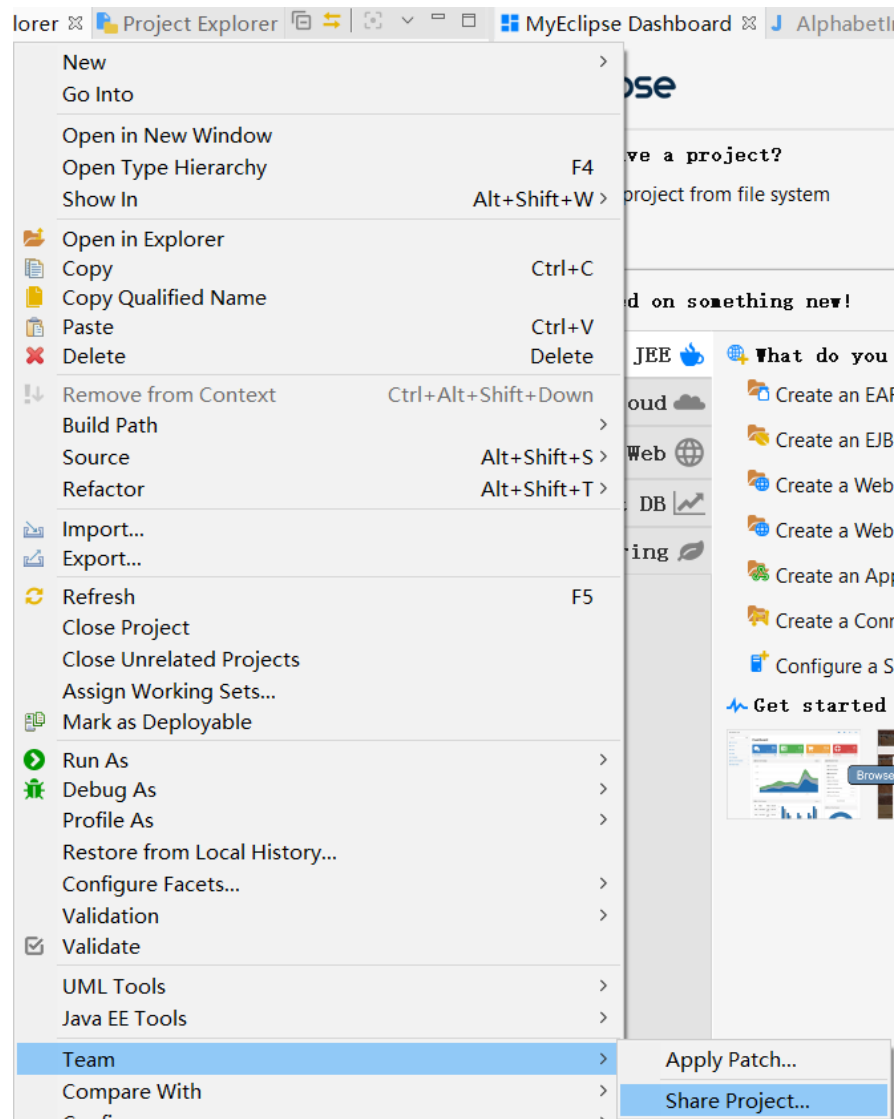 lorer Project Explorer MyEclipse Dashboard AlphabetI
New
Go Into
Open in New Window
Open Type Hierarchy F4
Show In Alt+Shift+W
Open in Explorer
Copy Ctrl+C
Copy Qualified Name
Paste Ctrl+V
Delete Delete
Remove from Context Ctrl+Alt+Shift+Down
Build Path
Source Alt+Shift+S
Refactor Alt+Shift+T
Import...
Export...
Refresh F5
Close Project
Close Unrelated Projects
Assign Working Sets...
Mark as Deployable
Run As
Debug As
Profile As
Restore from Local History...
Configure Facets...
Validation
Validate
UML Tools
Java EE Tools
Team
Compare With
Apply Patch...
Share Project...
ose
ve a project?
project from file system
d on something new!
JEE
oud
Web
DB
ring
What do you
Create an EAR
Create an EJB
Create a Web
Create a Web
Create an App
Create a Conn
Configure a S
Get started
Browse